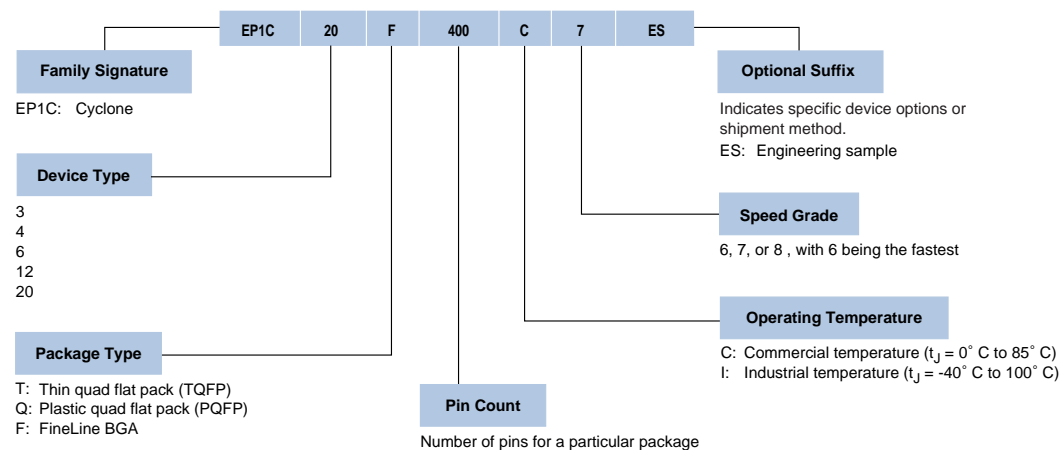 EP1C 20 F 400 C 7 ES
Family Signature
EP1C: Cyclone
Device Type
3
4
6
12
20
Package Type
T: Thin quad flat pack (TQFP)
Q: Plastic quad flat pack (PQFP)
F: FineLine BGA
Pin Count
Number of pins for a particular package
Optional Suffix
Indicates specific device options or
shipment method.
ES: Engineering sample
Speed Grade
6, 7, or 8 , with 6 being the fastest
Operating Temperature
C: Commercial temperature (tJ = 0° C to 85° C)
I: Industrial temperature (tJ = -40° C to 100° C)